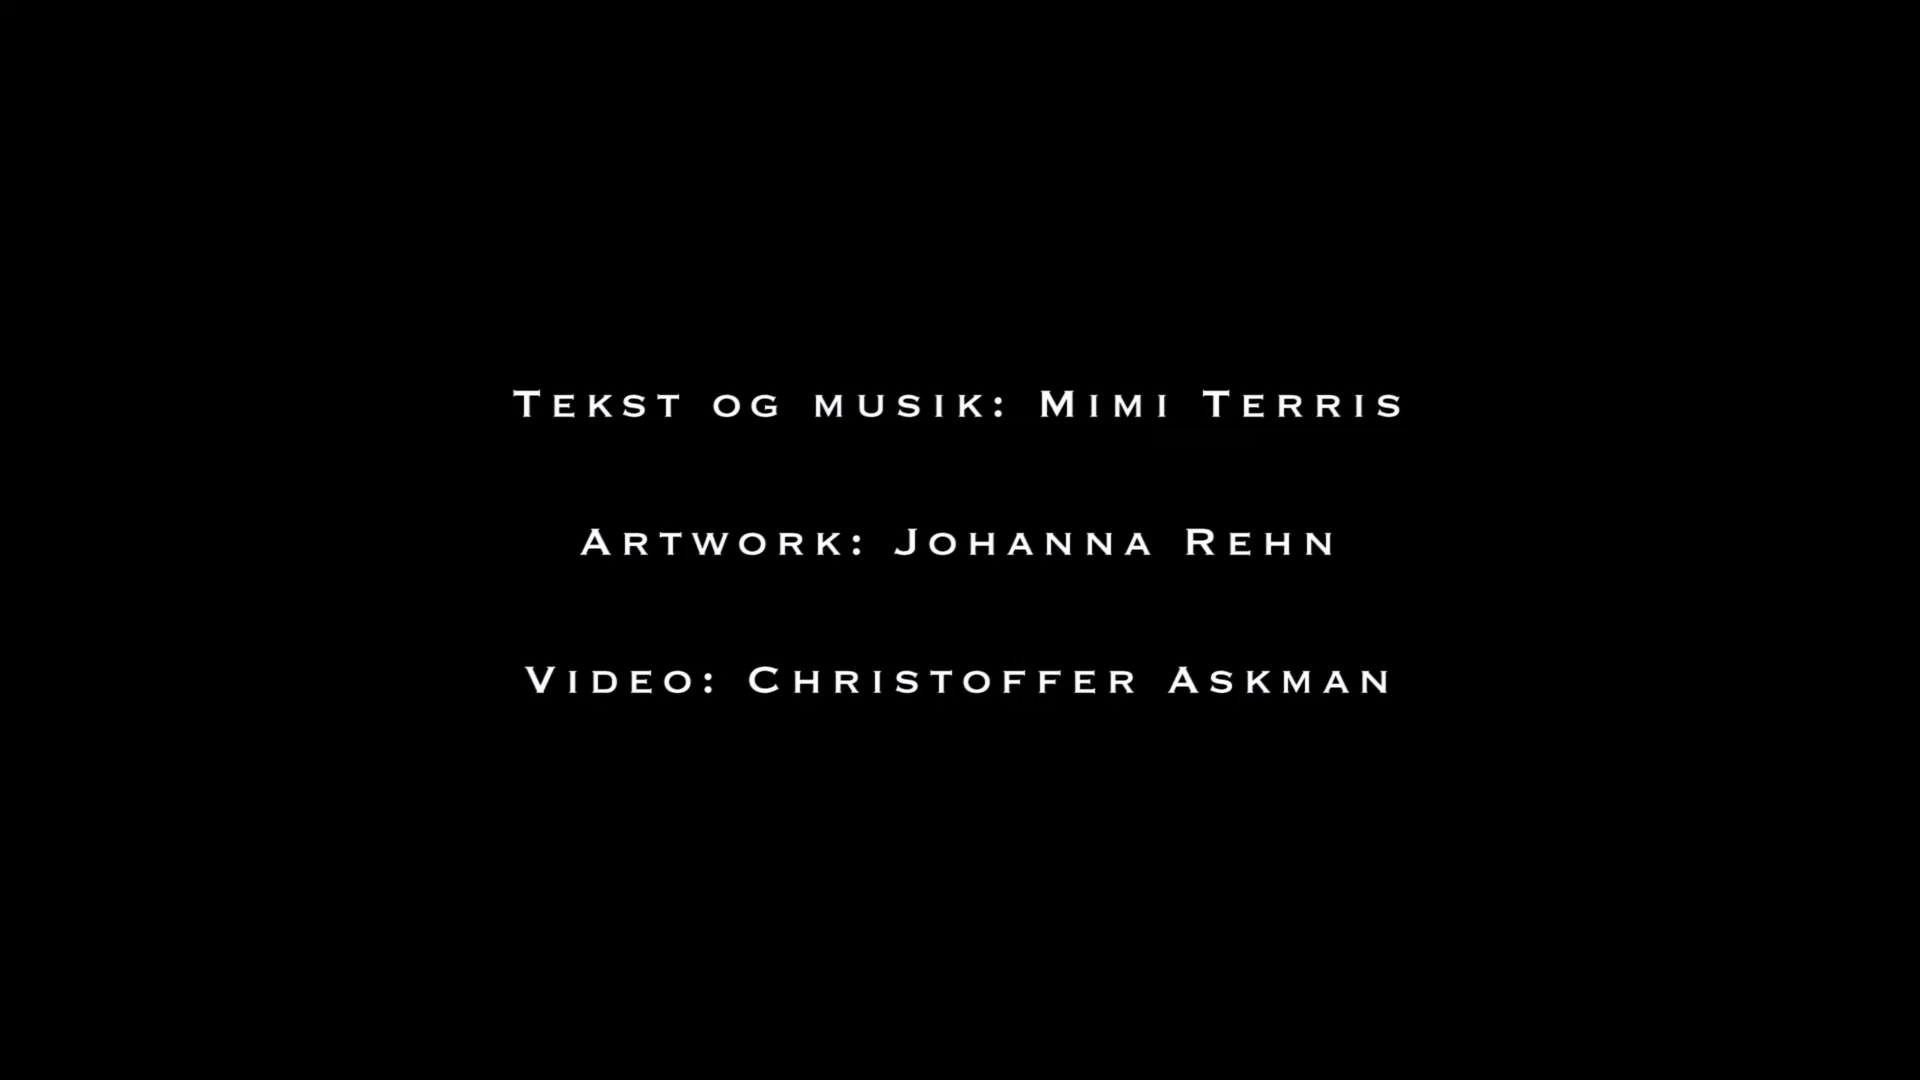 Tekst og musik: Mimi Terris
Artwork: Johanna Rehn
Video: Christoffer Askman